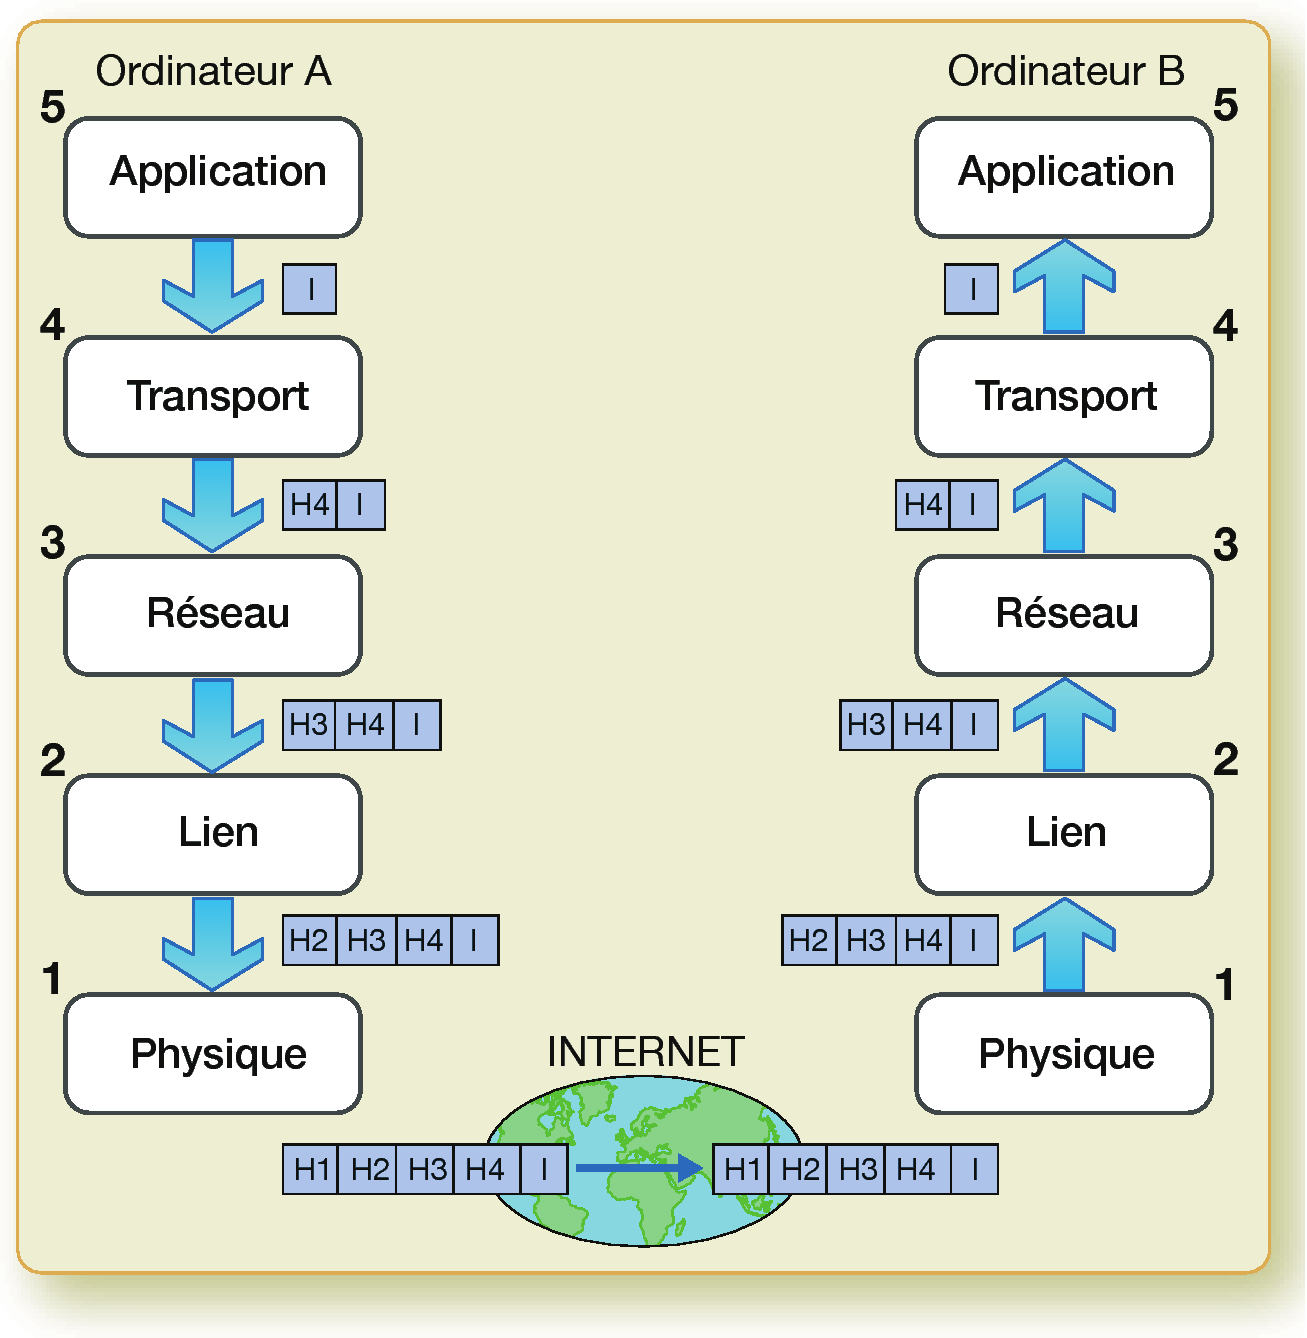 Ordinateur A
Ordinateur B
5
Application
5
Application
I
I
4
Transport
4
Transport
H4 I
H4 I
3
Réseau
3
Réseau
H3 H4 I
H3 H4 I
2
Lien
2
Lien
H2 H3 H4 I
H2 H3 H4 I
1
Physique
1
Physique
INTERNET
H1 H2 H3 H4 I
H1 H2 H3 H4 I